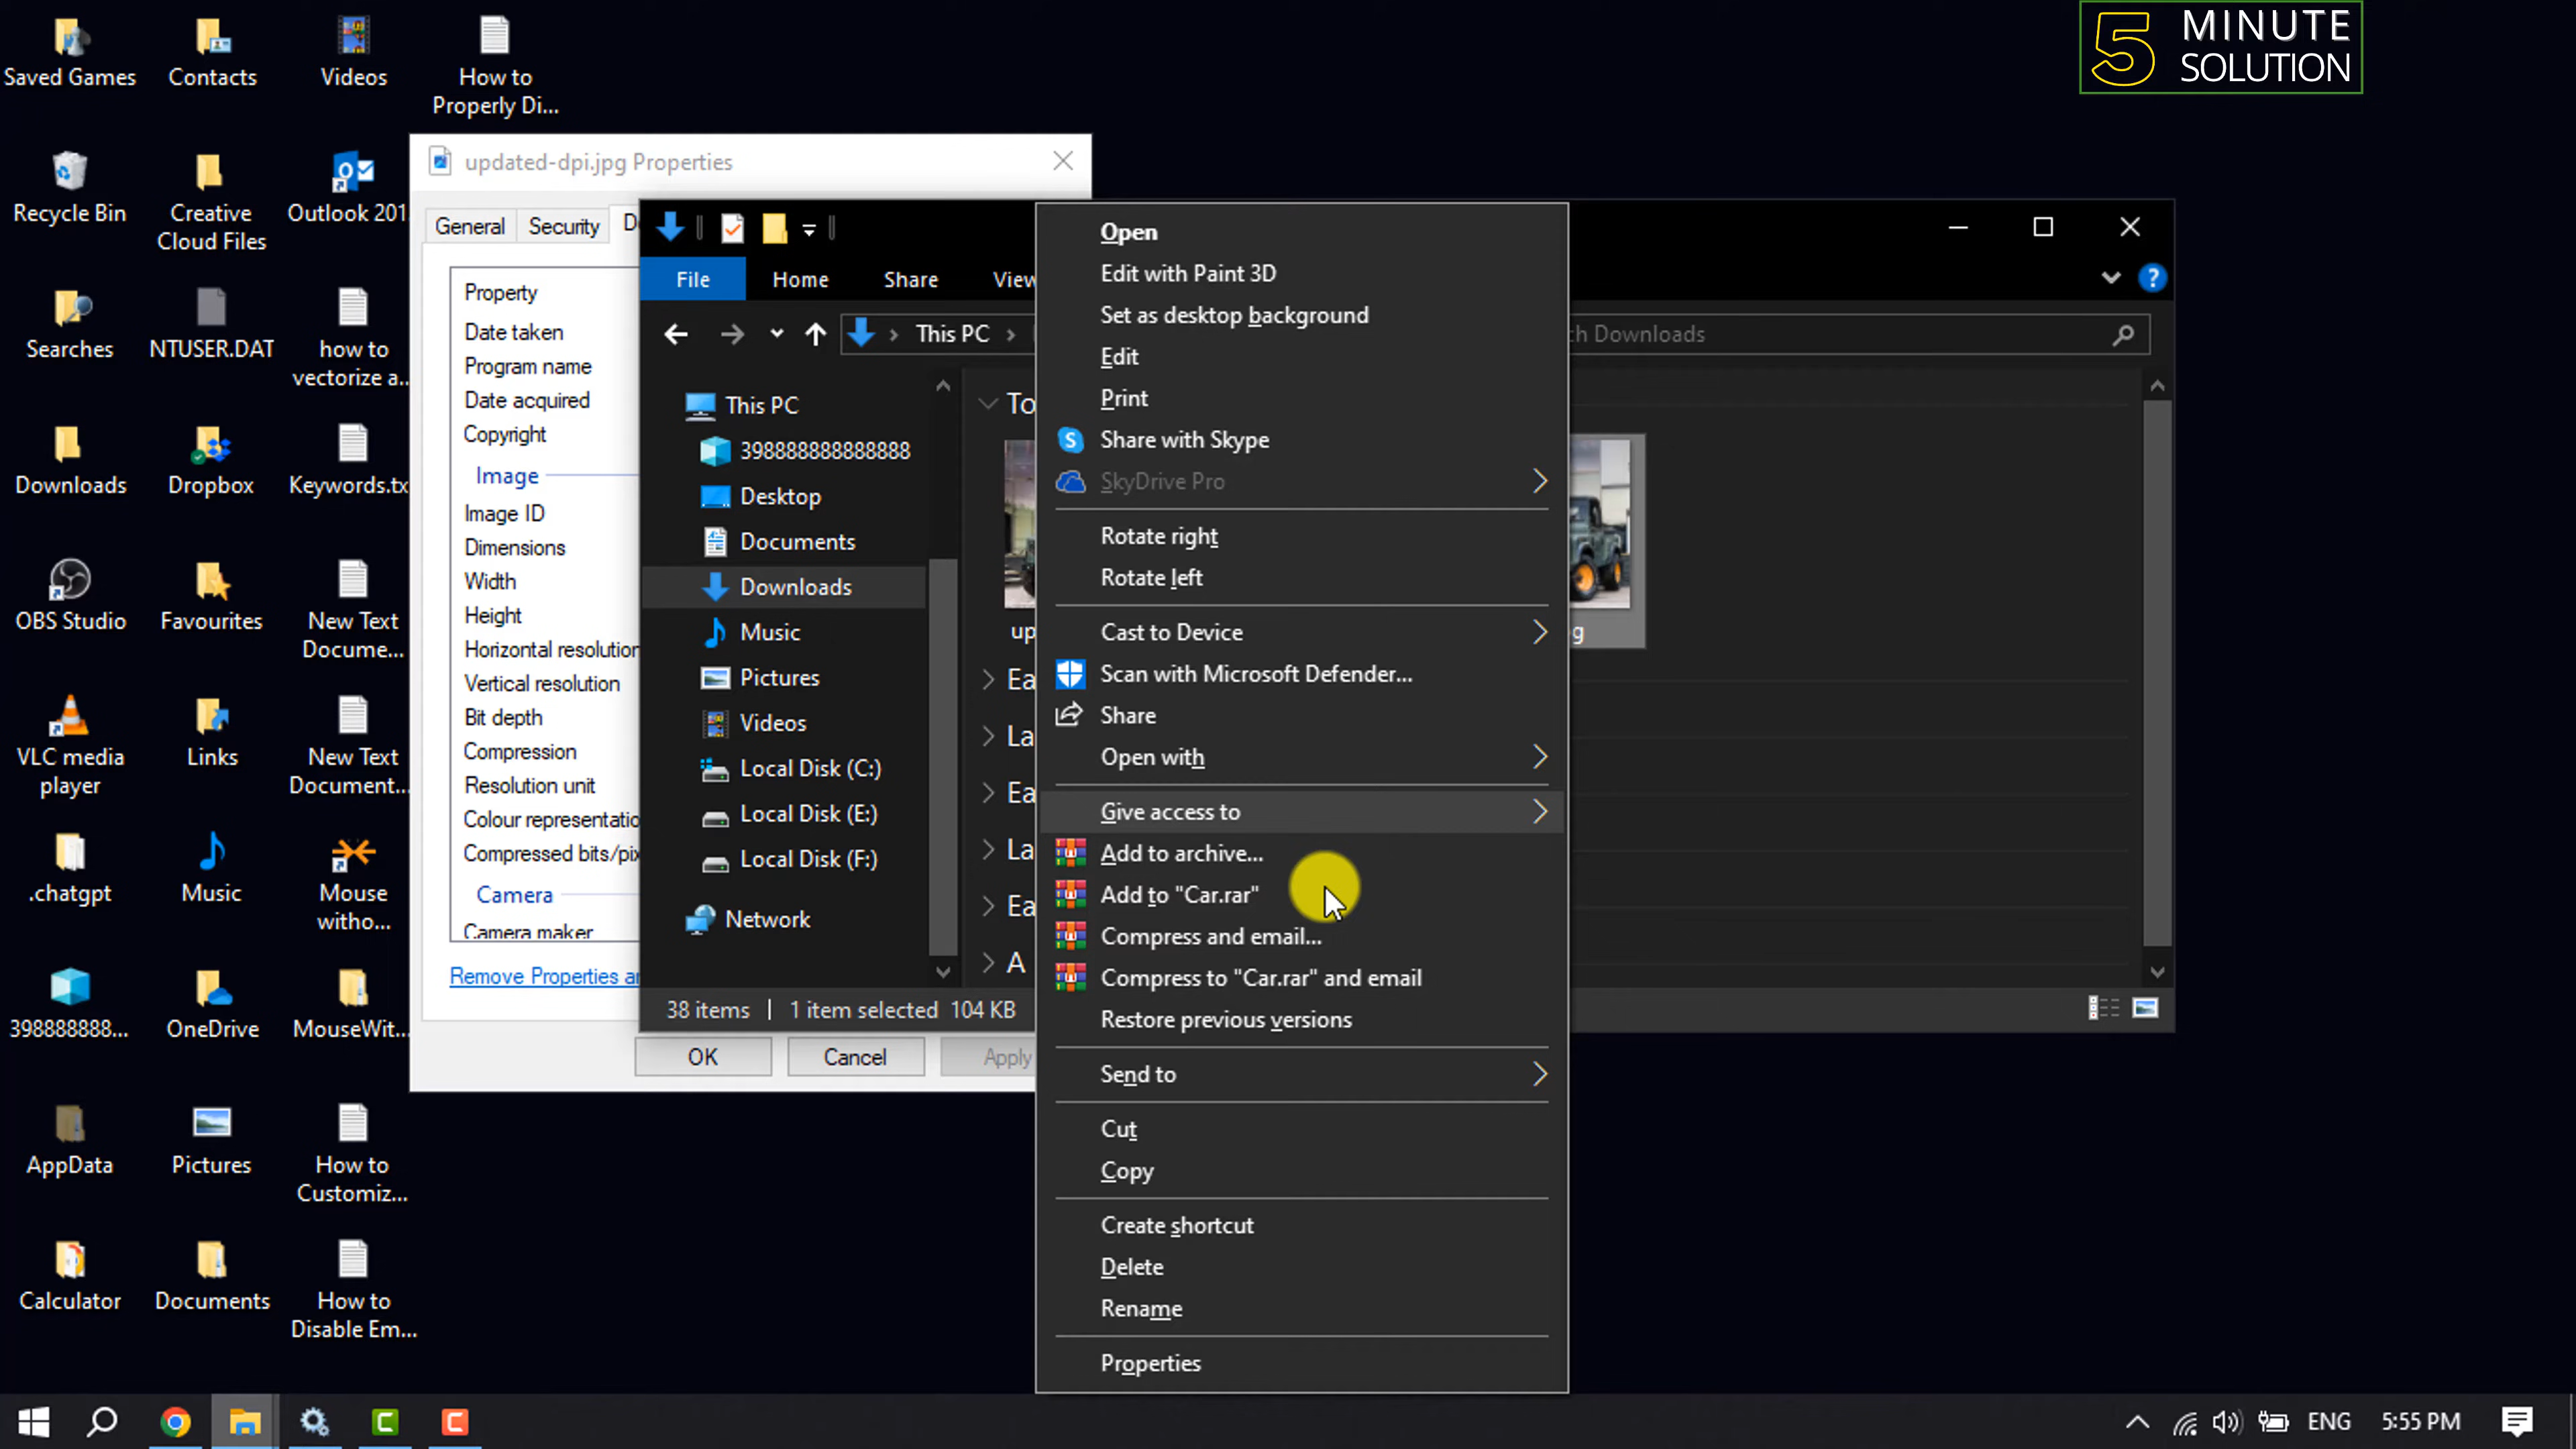 5 MINUTE
SOLUTION
Saved Games
Contacts
Videos
How to
Properly Di...
Recycle Bin
Creative
Cloud Files
Outlook 201
Searches
NTUSER.DAT
how to
vectorize a...
Downloads
Dropbox
Keywords.tx
OBS Studio
Favourites
New Text
Docume...
VLC media
player
Links
New Text
Document
.chatgpt
Music
Mouse
witho...
398888888...
OneDrive
MouseWit...
AppData
Pictures
How to
Customiz...
Calculator
Documents
How to
Disable Em...
updated-dpi.jpg Properties
General
Security
Property
Date taken
Program name
Date acquired
Copyright
Image
Image ID
Dimensions
Width
Height
Horizontal resolution
Vertical resolution
Bit depth
Compression
Resolution unit
Colour representatio
Compressed bits/pix
Camera
Camera maker
Remove Properties a
OK
Cancel
Apply
File
Home
Share
View
This PC
ch Downloads
This PC
398888888888888
Desktop
Documents
Downloads
Music
Pictures
Videos
Local Disk (C:)
Local Disk (E:)
Local Disk (F:)
Network
To
up
g
Ea
La
Ea
La
Ea
A
38 items
1 item selected 104 KB
Open
Edit with Paint 3D
Set as desktop background
Edit
Print
Share with Skype
SkyDrive Pro
Rotate right
Rotate left
Cast to Device
Scan with Microsoft Defender...
Share
Open with
Give access to
Add to archive...
Add to "Car.rar"
Compress and email...
Compress to "Car.rar" and email
Restore previous versions
Send to
Cut
Copy
Create shortcut
Delete
Rename
Properties
ENG
5:55 PM